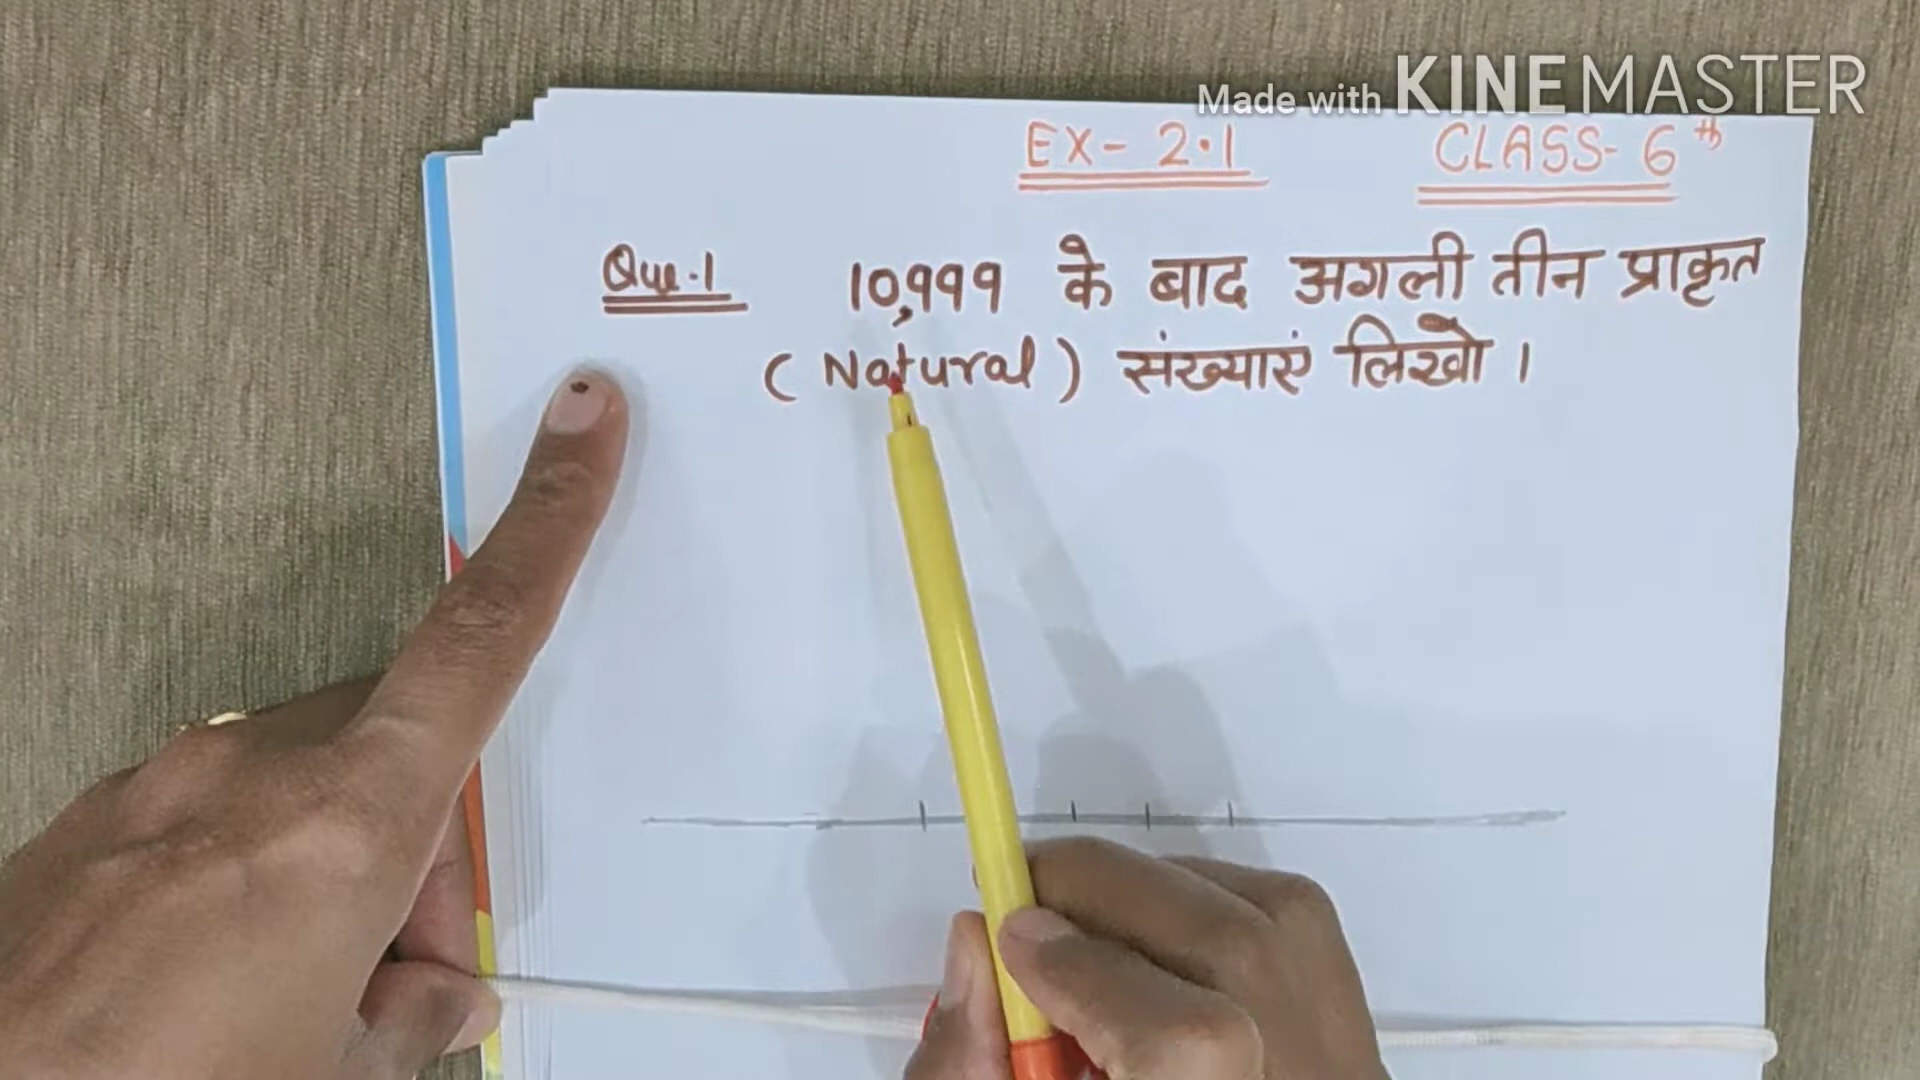 Made with KINEMASTER
EX- 2.1 CLASS- 6th
Que.1 10,999 के बाद अगली तीन प्राकृत
(Natural) संख्याएं लिखो ।